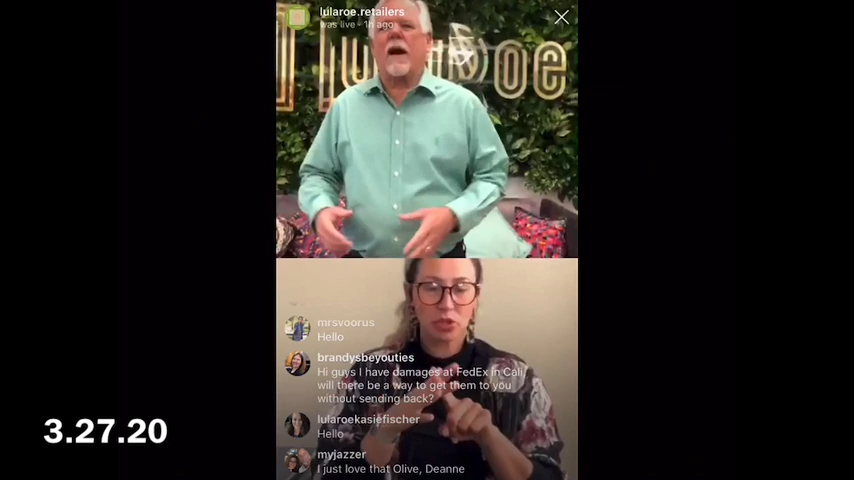 lularoe.retailers
was live - 1h ago
lularoe
mrsvoorus
Hello
brandysbeyouties
Hi guys I have damages at FedEx in Cali,
will there be a way to get them to you
without sending back?
lularoekasiefischer
Hello
myjazzer
I just love that Olive, Deanne
3.27.20